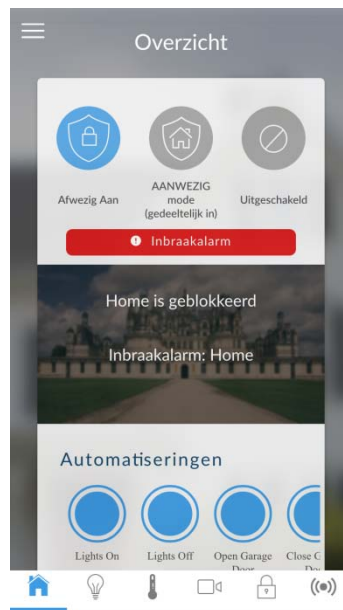 Overzicht
Afwezig Aan
AANWEZIG
mode
(gedeeltelijk in)
Uitgeschakeld
Inbraakalarm
Home is geblokkeerd
Inbraakalarm: Home
Automatiseringen
Lights On
Lights Off
Open Garage
Door
Close G